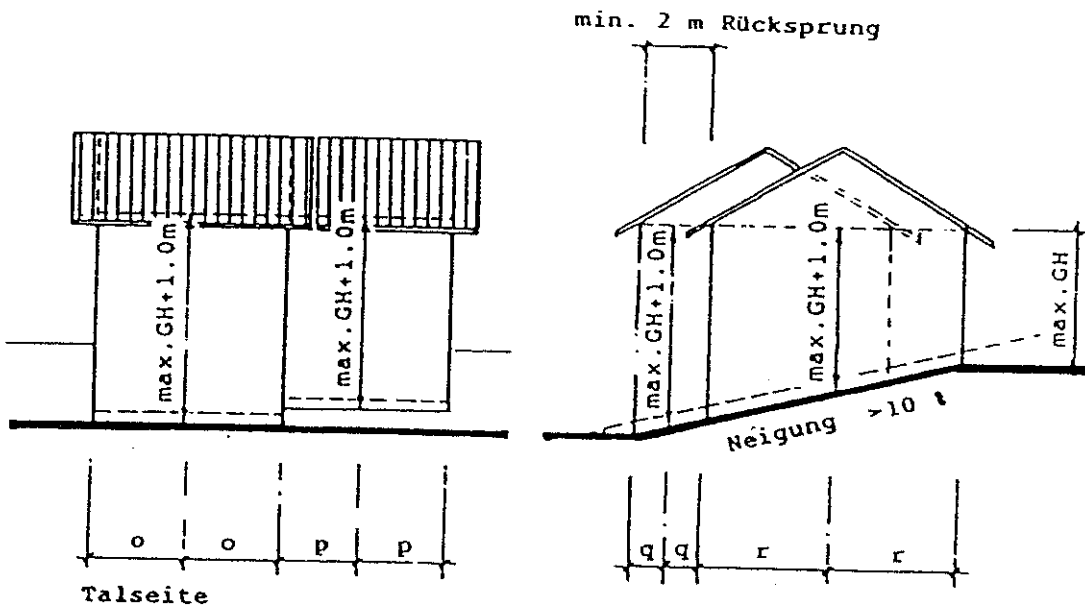 min. 2 m Rücksprung
max.GH+1.0m
max.GH+1.0m
max.GH+1.0m
max.GH+1.0m
max.GH
Neigung >10 %
o o p p
q q r r
Talseite